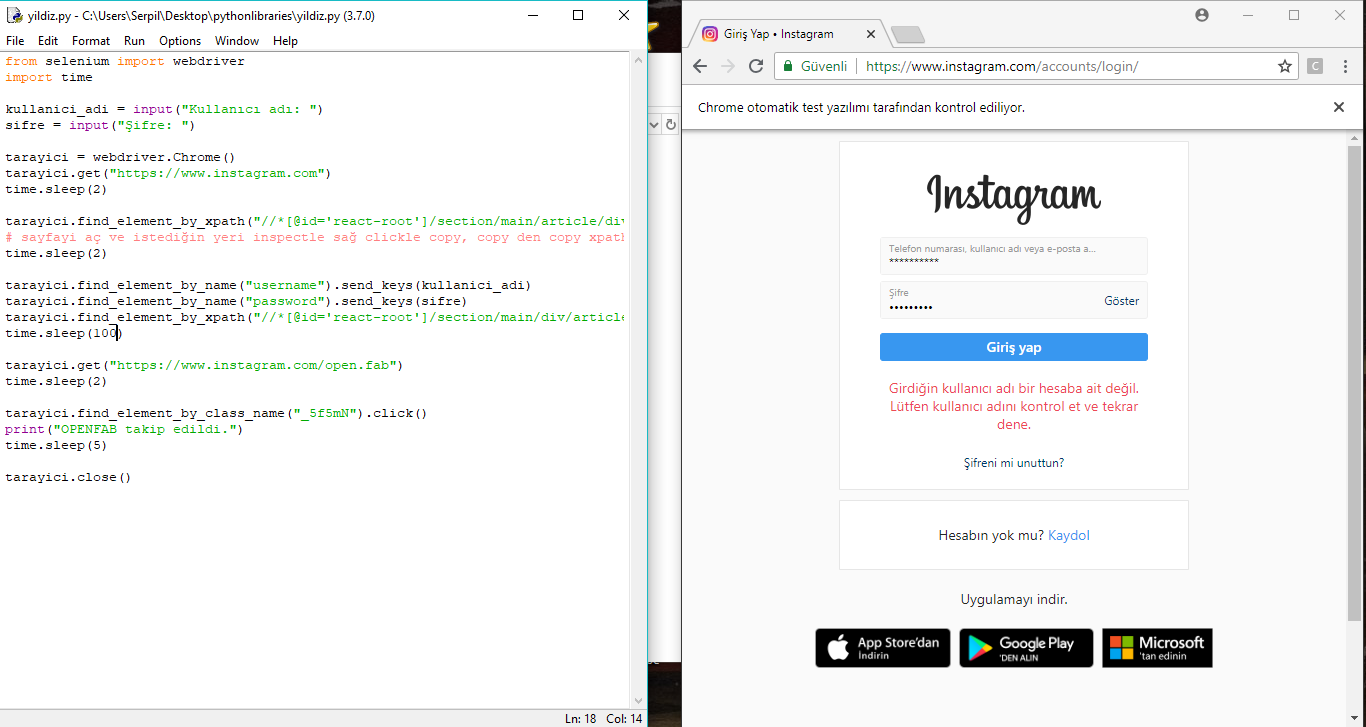 yildiz.py - C:\Users\Serpil\Desktop\pythonlibraries\yildiz.py (3.7.0)
File Edit Format Run Options Window Help
from selenium import webdriver
import time
kullanici_adi = input("Kullanıcı adı: ")
sifre = input("Şifre: ")
tarayici = webdriver.Chrome()
tarayici.get("https://www.instagram.com")
time.sleep(2)
tarayici.find_element_by_xpath("//*[@id='react-root']/section/main/article/div
# sayfayi aç ve istediğin yeri inspectle sağ clickle copy, copy den copy xpath
time.sleep(2)
tarayici.find_element_by_name("username").send_keys(kullanici_adi)
tarayici.find_element_by_name("password").send_keys(sifre)
tarayici.find_element_by_xpath("//*[@id='react-root']/section/main/div/article
time.sleep(100)
tarayici.get("https://www.instagram.com/open.fab")
time.sleep(2)
tarayici.find_element_by_class_name("_5f5mN").click()
print("OPENFAB takip edildi.")
time.sleep(5)
tarayici.close()
Ln: 18 Col: 14
Giriş Yap • Instagram
Güvenli https://www.instagram.com/accounts/login/
C
Chrome otomatik test yazılımı tarafından kontrol ediliyor.
Instagram
Telefon numarası, kullanıcı adı veya e-posta a...
**********
Şifre
•••••••••
Göster
Giriş yap
Girdiğin kullanıcı adı bir hesaba ait değil.
Lütfen kullanıcı adını kontrol et ve tekrar
dene.
Şifreni mi unuttun?
Hesabın yok mu? Kaydol
Uygulamayı indir.
App Store'dan
İndirin
Google Play
'DEN ALIN
Microsoft
'tan edinin